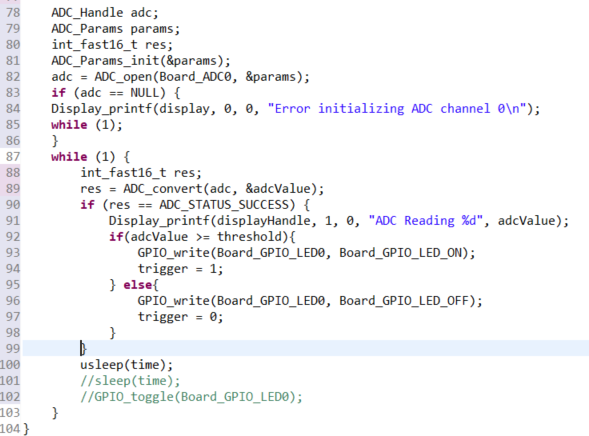 78 ADC_Handle adc;
79 ADC_Params params;
80 int_fast16_t res;
81 ADC_Params_init(&params);
82 adc = ADC_open(Board_ADC0, &params);
83 if (adc == NULL) {
84 Display_printf(display, 0, 0, "Error initializing ADC channel 0\n");
85 while (1);
86 }
87 while (1) {
88 int_fast16_t res;
89 res = ADC_convert(adc, &adcValue);
90 if (res == ADC_STATUS_SUCCESS) {
91 Display_printf(displayHandle, 1, 0, "ADC Reading %d", adcValue);
92 if(adcValue >= threshold){
93 GPIO_write(Board_GPIO_LED0, Board_GPIO_LED_ON);
94 trigger = 1;
95 } else{
96 GPIO_write(Board_GPIO_LED0, Board_GPIO_LED_OFF);
97 trigger = 0;
98 }
99 }
100 usleep(time);
101 //sleep(time);
102 //GPIO_toggle(Board_GPIO_LED0);
103 }
104 }